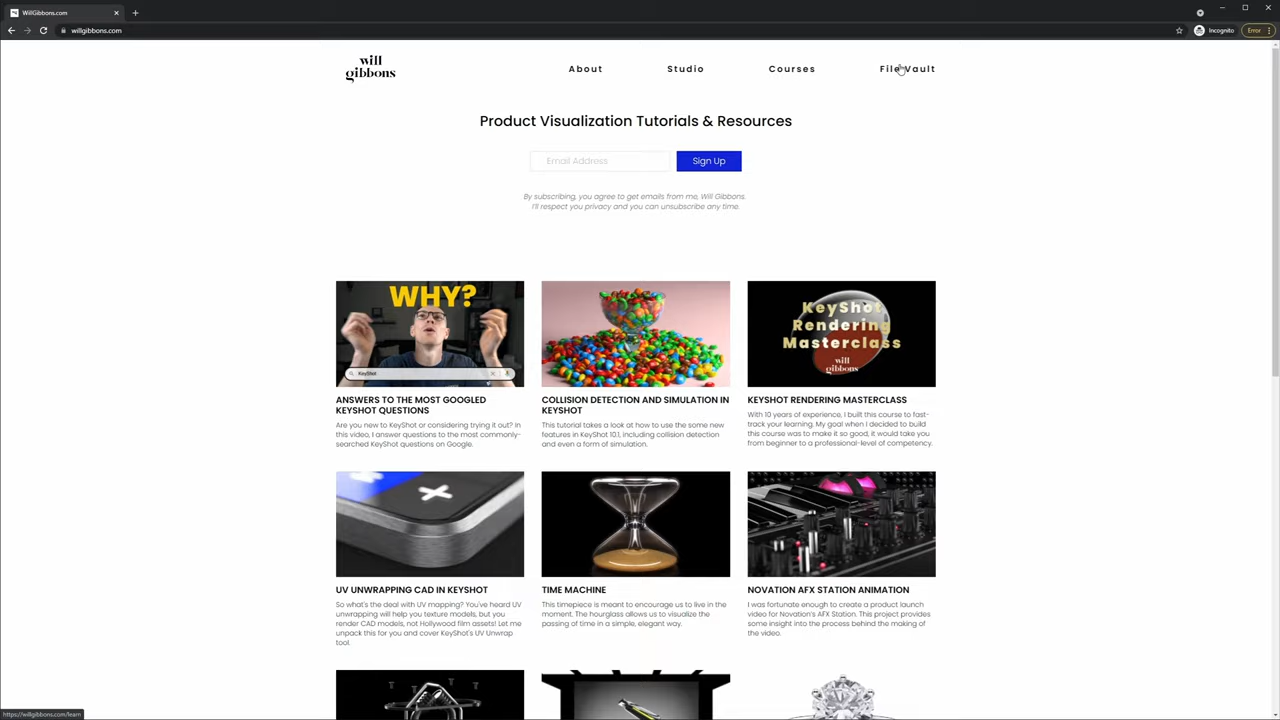 WillGibbons.com
willgibbons.com
Incognito
Error
will
gibbons
About
Studio
Courses
File Vault
Product Visualization Tutorials & Resources
Email Address
Sign Up
By subscribing, you agree to get emails from me, Will Gibbons.
I'll respect you privacy and you can unsubscribe any time.
WHY?
KeyShot
KeyShot
Rendering
Masterclass
will
gibbons
ANSWERS TO THE MOST GOOGLED
KEYSHOT QUESTIONS
Are you new to KeyShot or considering trying it out? In
this video, I answer questions to the most commonly-
searched KeyShot questions on Google.
COLLISION DETECTION AND SIMULATION IN
KEYSHOT
This tutorial takes a look at how to use the some new
features in KeyShot 10.1, including collision detection
and even a form of simulation.
KEYSHOT RENDERING MASTERCLASS
With 10 years of experience, I built this course to fast-
track your learning. My goal when I decided to build
this course was to make it so good, it would take you
from beginner to a professional-level of competency.
UV UNWRAPPING CAD IN KEYSHOT
So what's the deal with UV mapping? You've heard UV
unwrapping will help you texture models, but you
render CAD models, not Hollywood film assets! Let me
unpack this for you and cover KeyShot's UV Unwrap
tool.
TIME MACHINE
This timepiece is meant to encourage us to live in the
moment. The hourglass allows us to visualize the
passing of time in a simple, elegant way.
NOVATION AFX STATION ANIMATION
I was fortunate enough to create a product launch
video for Novation's AFX Station. This project provides
some insight into the process behind the making of
the video.
https://willgibbons.com/learn